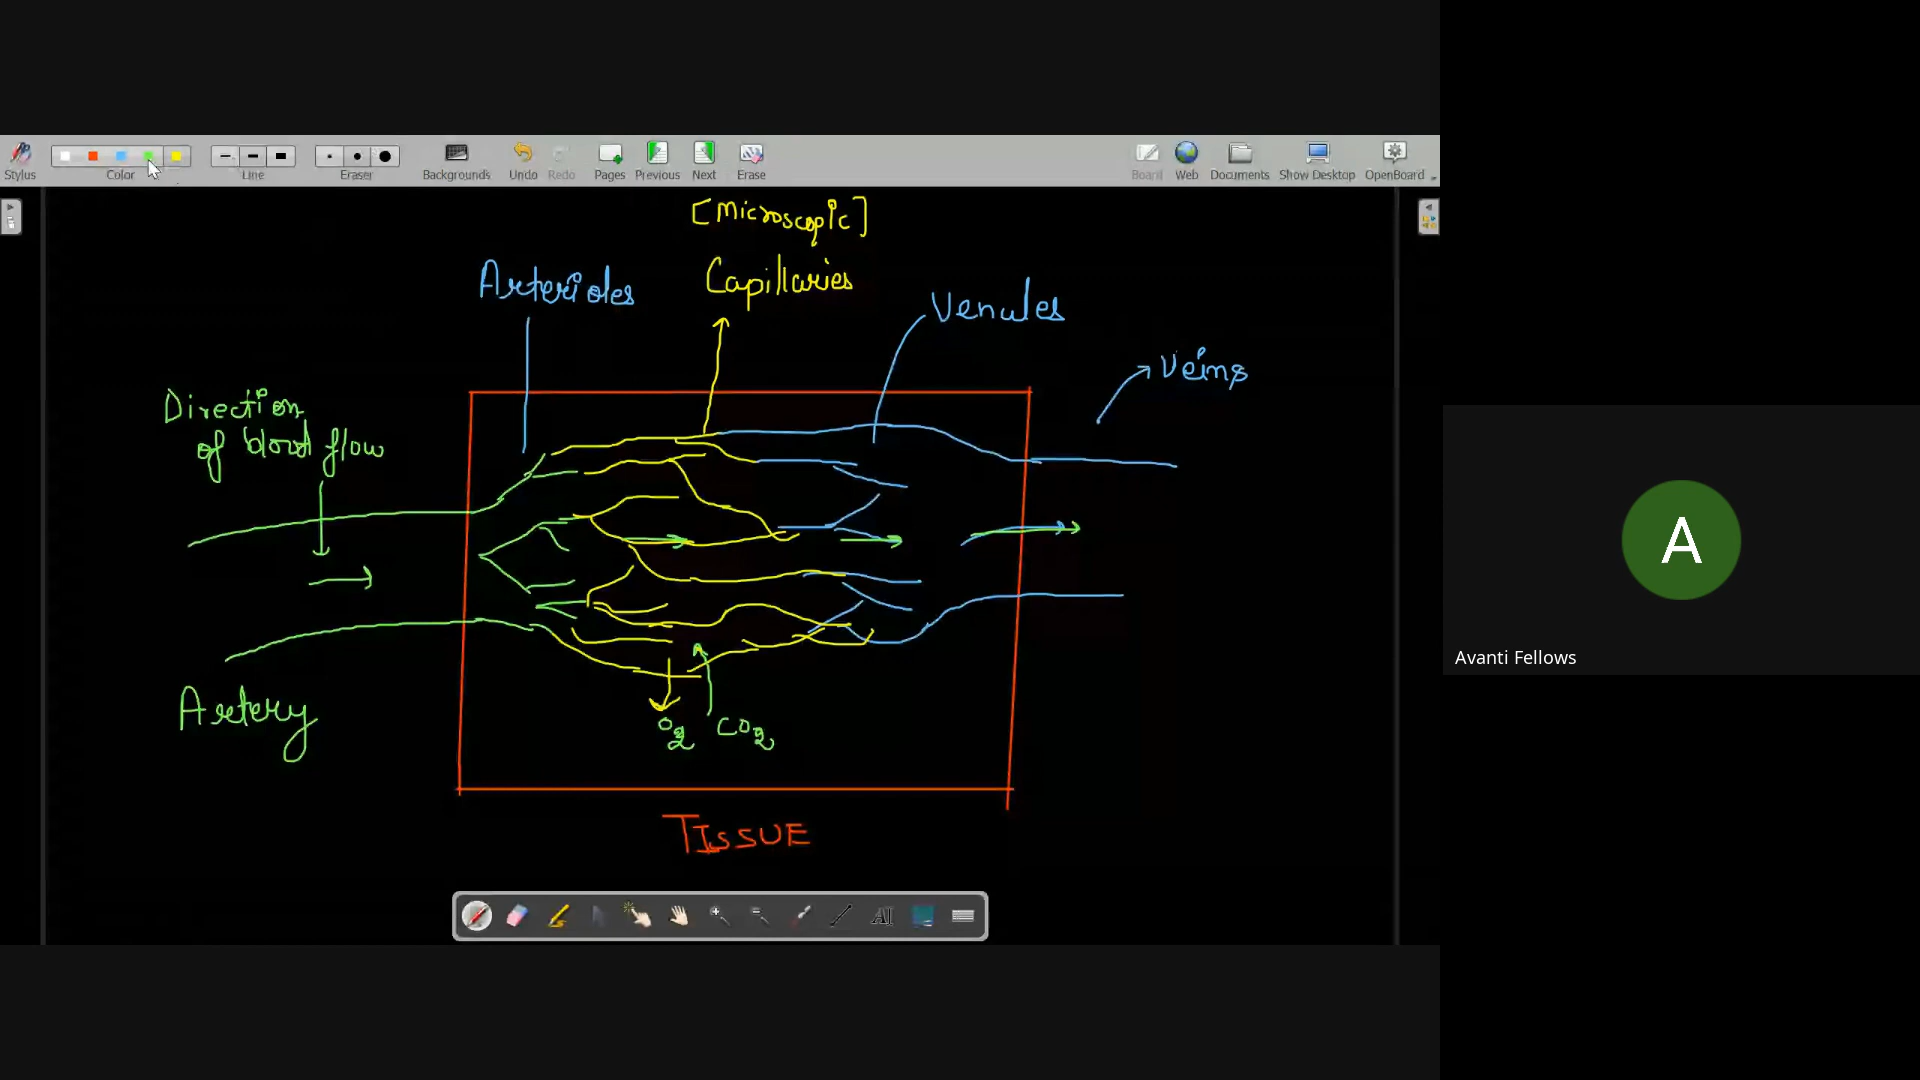 Stylus
Color
Line
Eraser
Backgrounds
Undo
Redo
Pages
Previous
Next
Erase
Board
Web
Documents
Show Desktop
OpenBoard
[Microscopic]
Capillaries
Arterioles
Venules
Veins
Direction
of blood flow
Artery
O2
CO2
TISSUE
A
Avanti Fellows